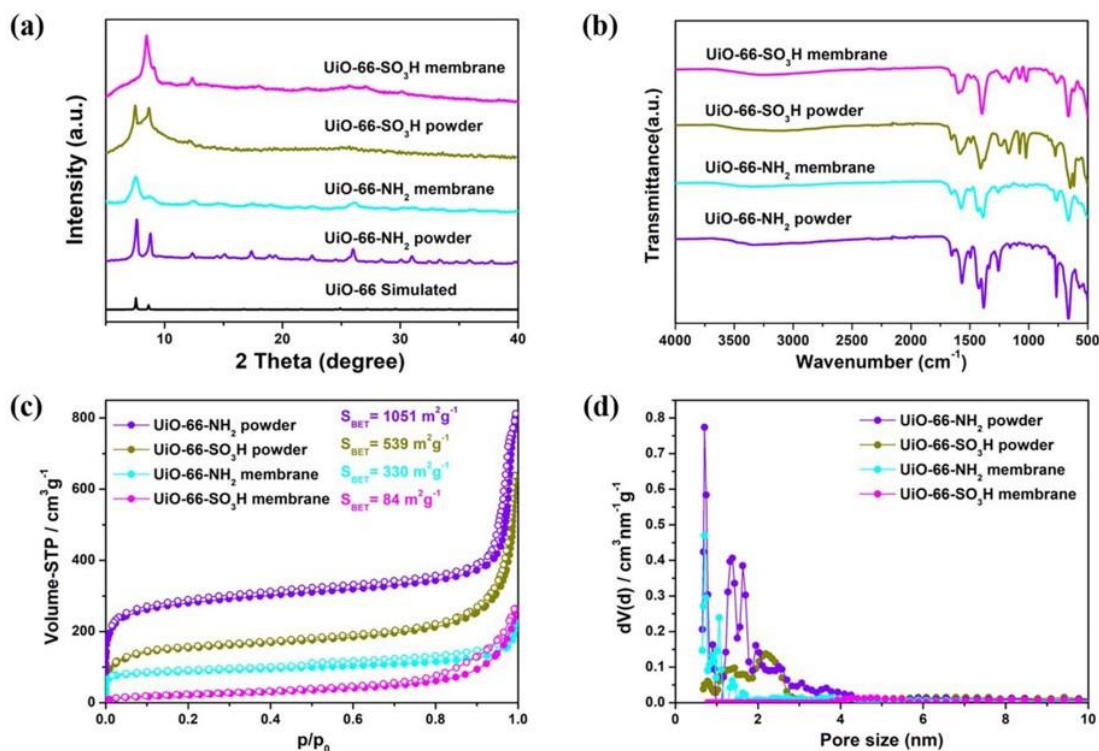 (a)
UiO-66-SO₃H membrane
UiO-66-SO₃H powder
UiO-66-NH₂ membrane
UiO-66-NH₂ powder
UiO-66 Simulated
Intensity (a.u.)
10 20 30 40
2 Theta (degree)
(b)
UiO-66-SO₃H membrane
UiO-66-SO₃H powder
UiO-66-NH₂ membrane
UiO-66-NH₂ powder
Transmittance(a.u.)
4000 3500 3000 2500 2000 1500 1000 500
Wavenumber (cm⁻¹)
(c)
UiO-66-NH₂ powder
UiO-66-SO₃H powder
UiO-66-NH₂ membrane
UiO-66-SO₃H membrane
S_BET= 1051 m²g⁻¹
S_BET= 539 m²g⁻¹
S_BET= 330 m²g⁻¹
S_BET= 84 m²g⁻¹
Volume-STP / cm³g⁻¹
800
600
400
200
0
0.0 0.2 0.4 0.6 0.8 1.0
p/p₀
(d)
UiO-66-NH₂ powder
UiO-66-SO₃H powder
UiO-66-NH₂ membrane
UiO-66-SO₃H membrane
dV(d) / cm³nm⁻¹g⁻¹
0.8
0.7
0.6
0.5
0.4
0.3
0.2
0.1
0.0
0 2 4 6 8 10
Pore size (nm)